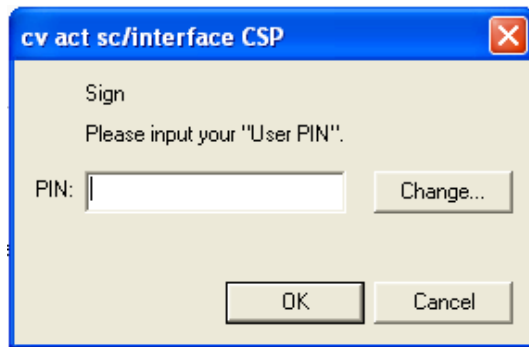 cv act sc/interface CSP
Sign
Please input your "User PIN".
PIN:
Change...
OK Cancel